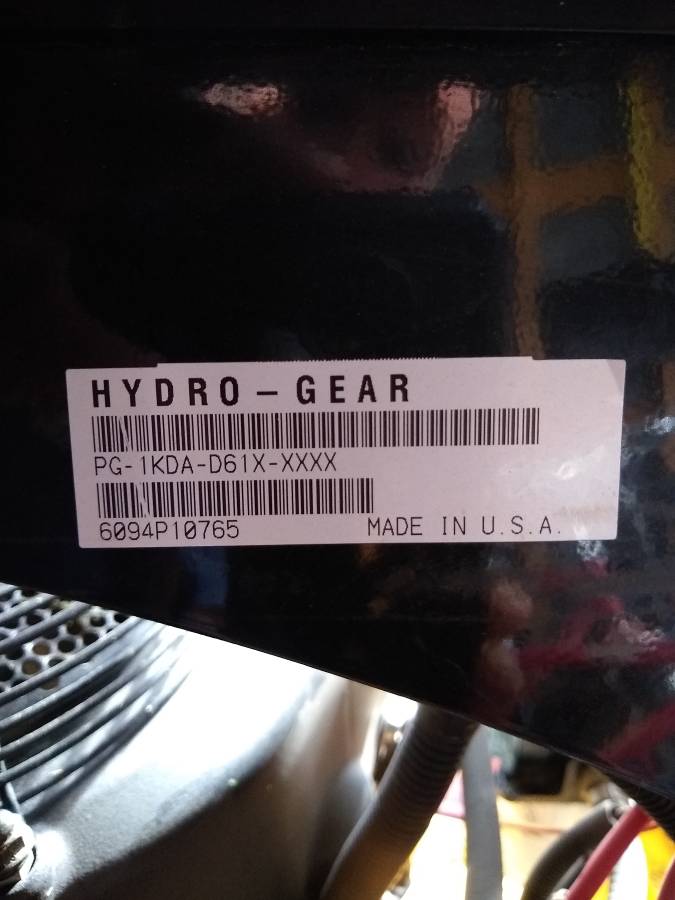 HYDRO-GEAR
PG-1KDA-D61X-XXXX
6094P10765 MADE IN U.S.A.